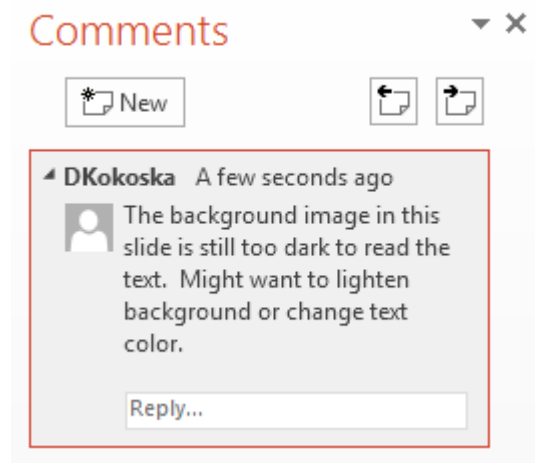 Comments
New
DKokoska A few seconds ago
The background image in this
slide is still too dark to read the
text.  Might want to lighten
background or change text
color.
Reply...